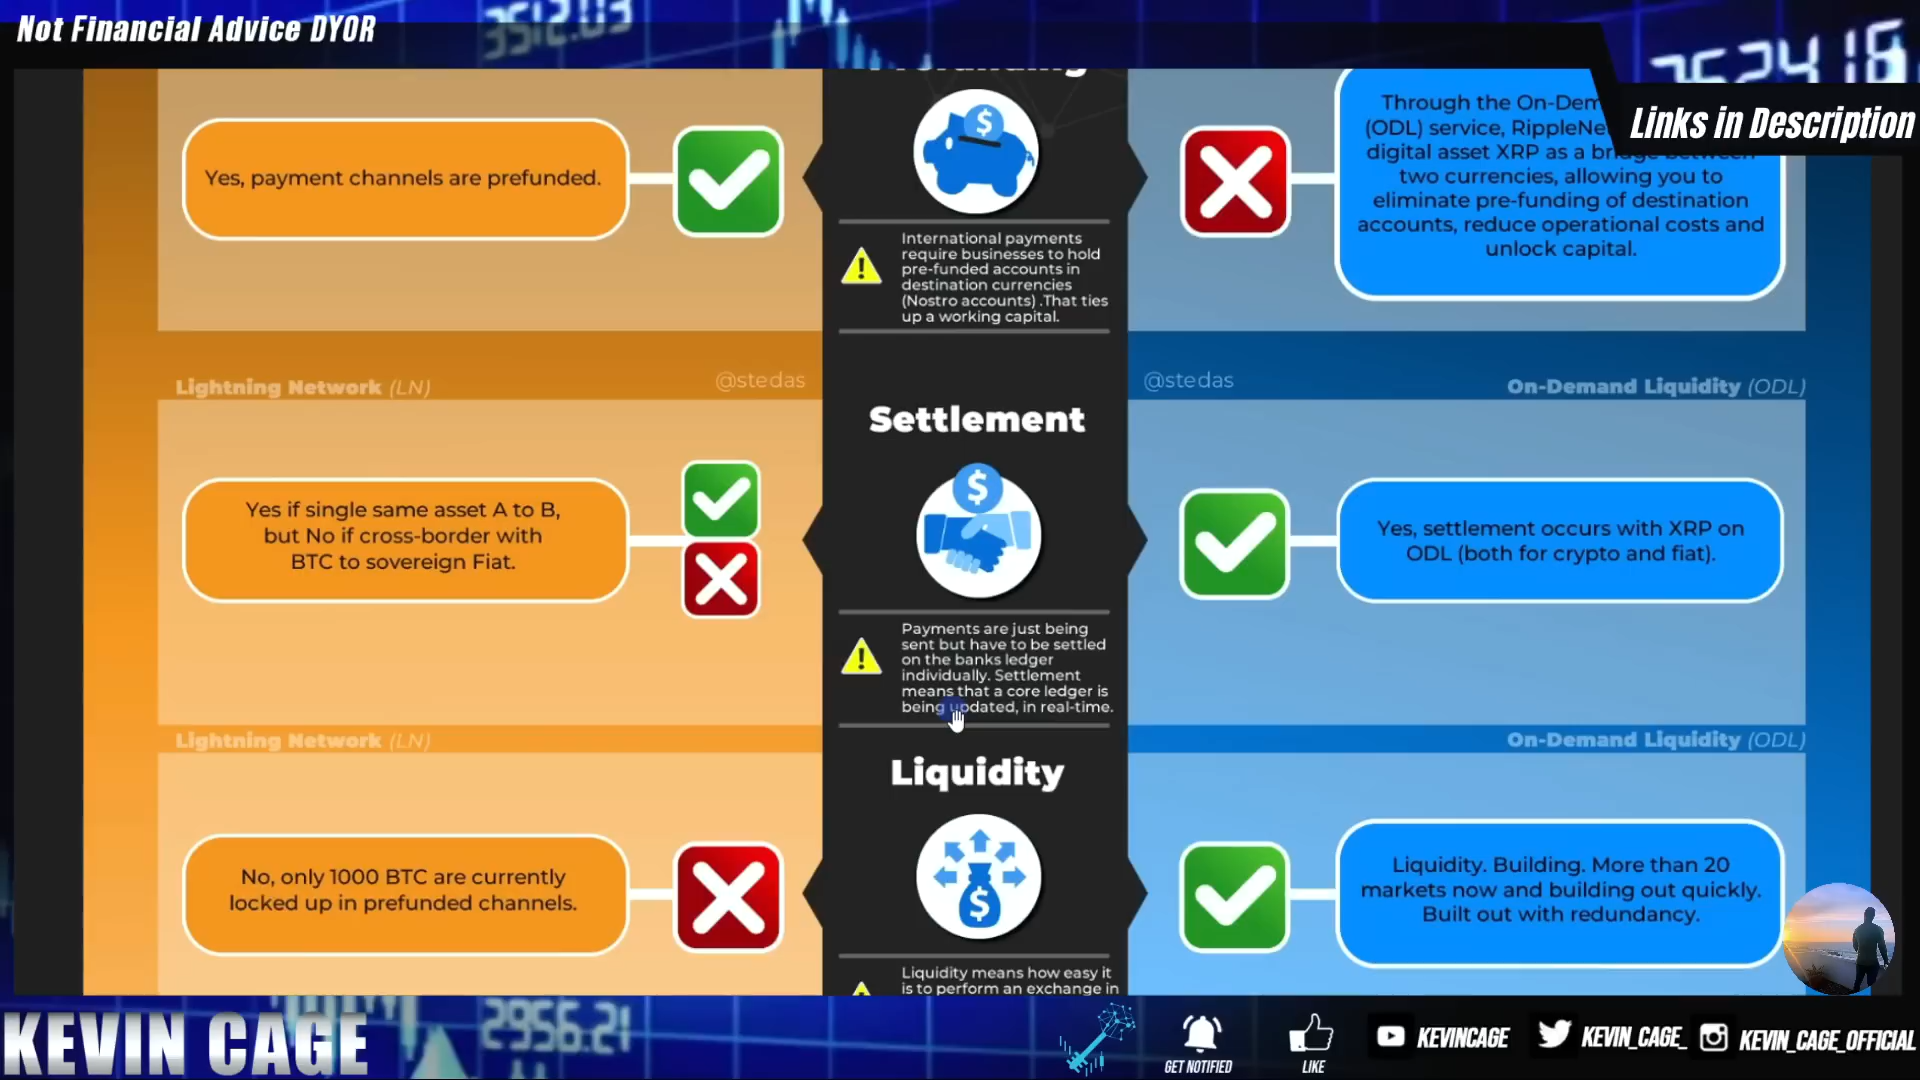 Not Financial Advice DYOR
3512.03
Links in Description
Yes, payment channels are prefunded.
International payments
require businesses to hold
pre-funded accounts in
destination currencies
(Nostro accounts) .That ties
up a working capital.
Through the
(ODL) service,
digital asset XRP as a bridge between
two currencies, allowing you to
eliminate pre-funding of destination
accounts, reduce operational costs and
unlock capital.
Lightning Network (LN)
@stedas
@stedas
On-Demand Liquidity (ODL)
Settlement
Yes if single same asset A to B,
but No if cross-border with
BTC to sovereign Fiat.
Yes, settlement occurs with XRP on
ODL (both for crypto and fiat).
Payments are just being
sent but have to be settled
on the banks ledger
individually. Settlement
means that a core ledger is
being updated, in real-time.
Lightning Network (LN)
On-Demand Liquidity (ODL)
Liquidity
No, only 1000 BTC are currently
locked up in prefunded channels.
Liquidity. Building. More than 20
markets now and building out quickly.
Built out with redundancy.
Liquidity means how easy it
is to perform an exchange in
KEVIN CAGE
2956.21
GET NOTIFIED
LIKE
KEVINCAGE
KEVIN_CAGE_
KEVIN_CAGE_OFFICIAL